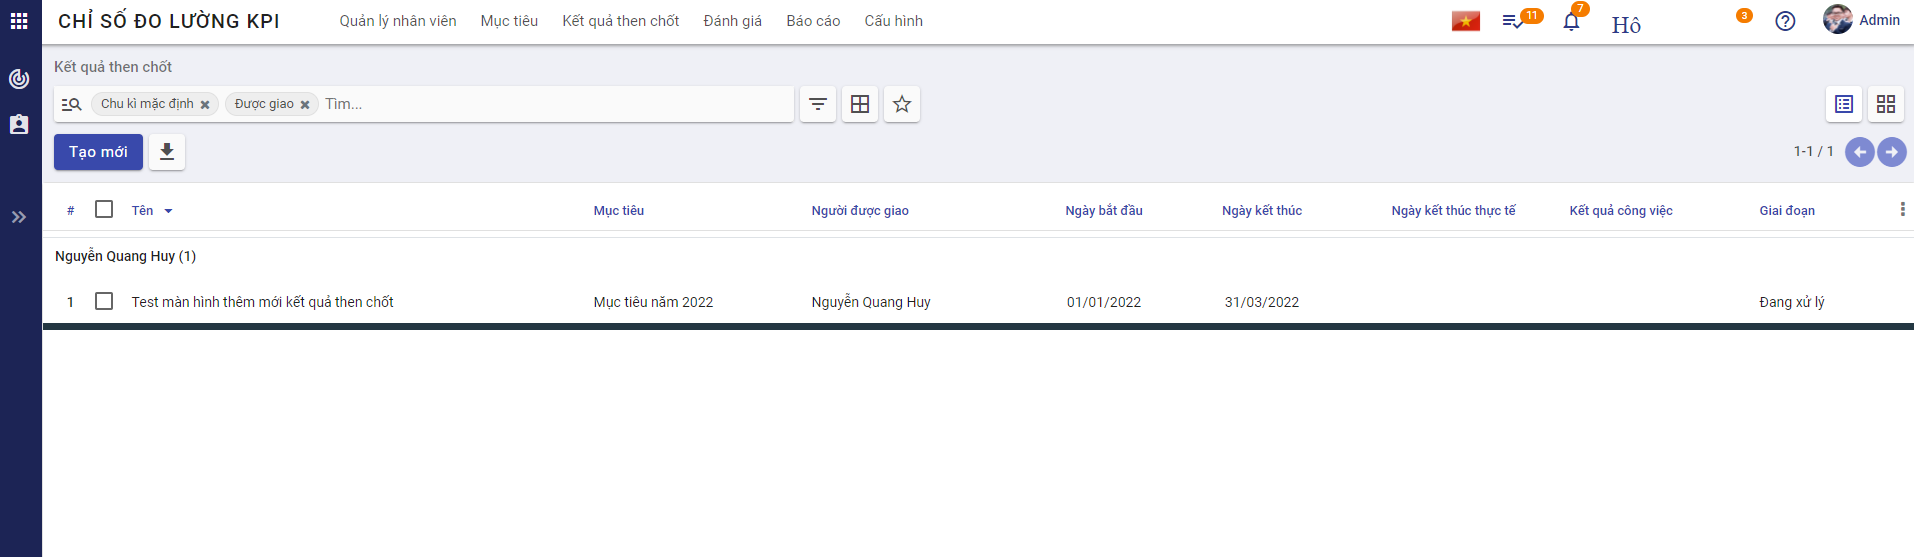 CHỈ SỐ ĐO LƯỜNG KPI Quản lý nhân viên Mục tiêu Kết quả then chốt Đánh giá Báo cáo Cấu hình 11 7 Hô 3 Admin
Kết quả then chốt
Chu kì mặc định Được giao Tìm...
Tạo mới 1-1 / 1
# Tên Mục tiêu Người được giao Ngày bắt đầu Ngày kết thúc Ngày kết thúc thực tế Kết quả công việc Giai đoạn
Nguyễn Quang Huy (1)
1 Test màn hình thêm mới kết quả then chốt Mục tiêu năm 2022 Nguyễn Quang Huy 01/01/2022 31/03/2022 Đang xử lý